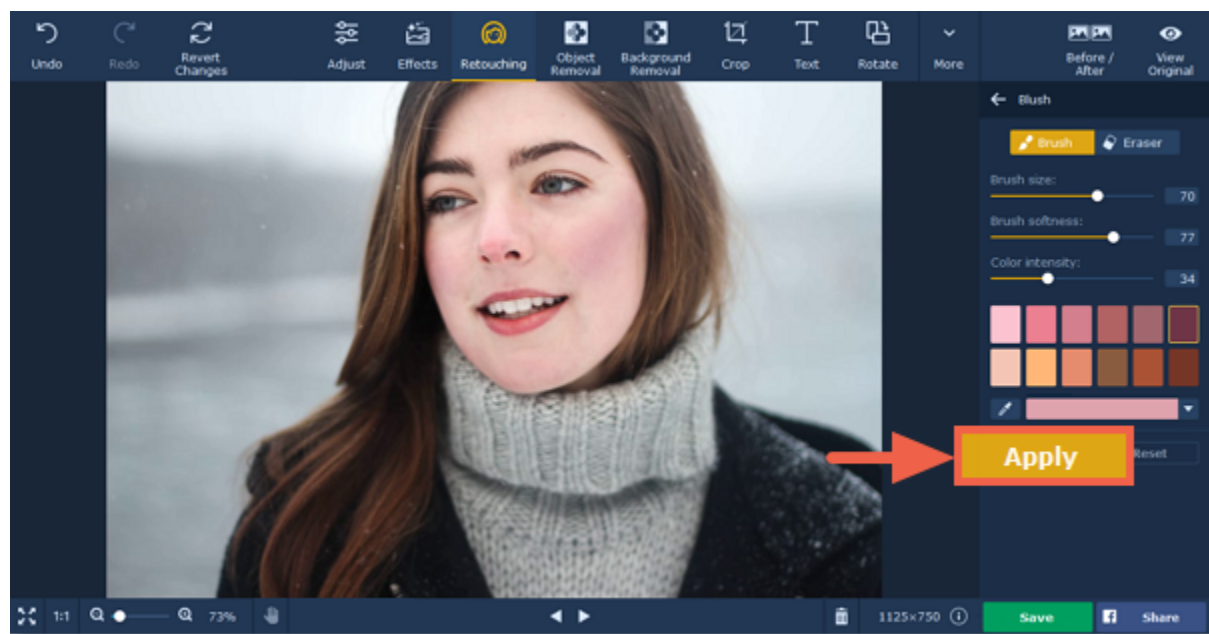 Undo
Redo
Revert
Changes
Adjust
Effects
Retouching
Object
Removal
Background
Removal
Crop
Text
Rotate
More
Before /
After
View
Original
Blush
Brush
Eraser
Brush size:
70
Brush softness:
77
Color intensity:
34
Apply
Reset
1:1
73%
1125×750
Save
Share